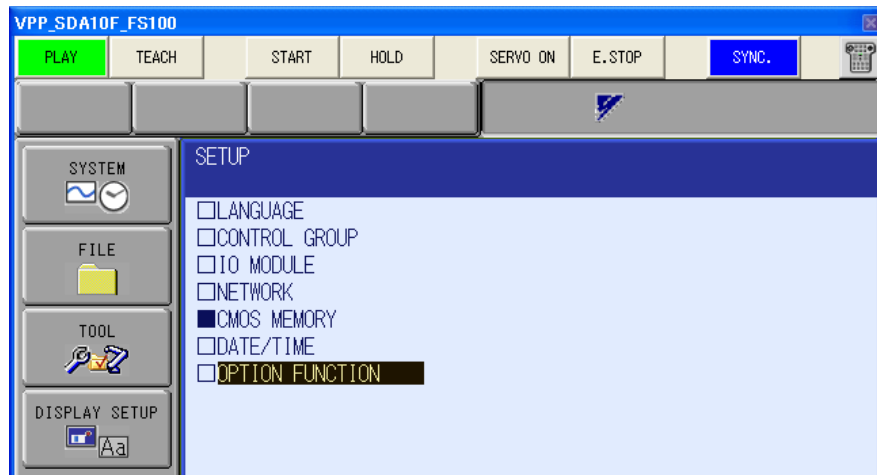 VPP_SDA10F_FS100
PLAY TEACH START HOLD SERVO ON E.STOP SYNC.
SYSTEM
FILE
TOOL
DISPLAY SETUP
Aa
SETUP
LANGUAGE
CONTROL GROUP
IO MODULE
NETWORK
CMOS MEMORY
DATE/TIME
OPTION FUNCTION